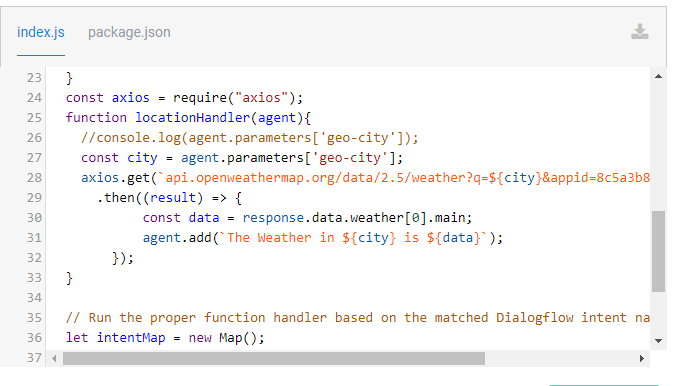 index.js package.json
23 }
24 const axios = require("axios");
25 function locationHandler(agent){
26 //console.log(agent.parameters['geo-city']);
27 const city = agent.parameters['geo-city'];
28 axios.get(`api.openweathermap.org/data/2.5/weather?q=${city}&appid=8c5a3b8
29 .then((result) => {
30 const data = response.data.weather[0].main;
31 agent.add(`The Weather in ${city} is ${data}`);
32 });
33 }
34
35 // Run the proper function handler based on the matched Dialogflow intent na
36 let intentMap = new Map();
37